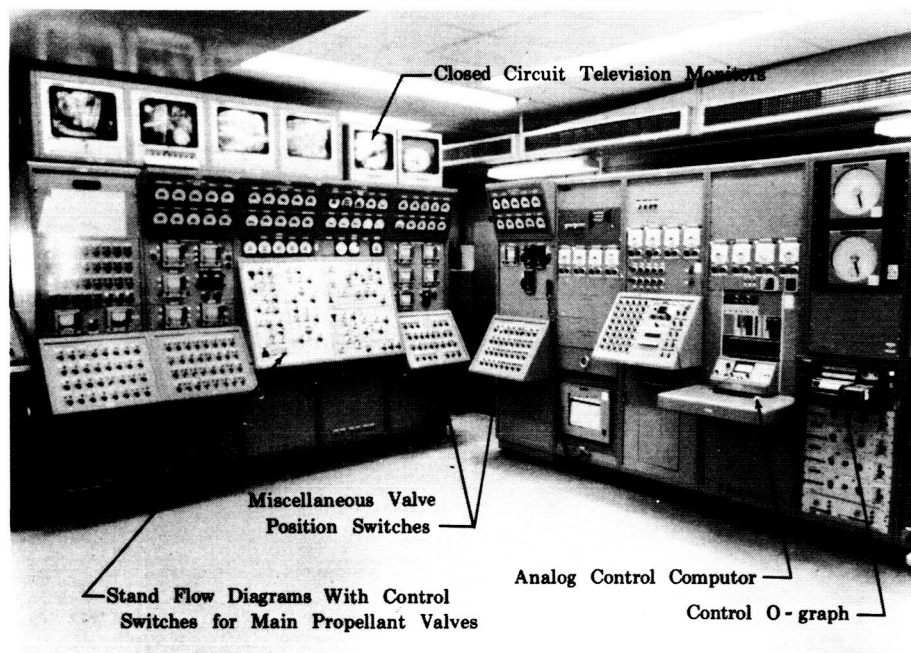 Closed Circuit Television Monitors
Miscellaneous Valve
Position Switches
Analog Control Computor
Stand Flow Diagrams With Control
Switches for Main Propellant Valves
Control O-graph